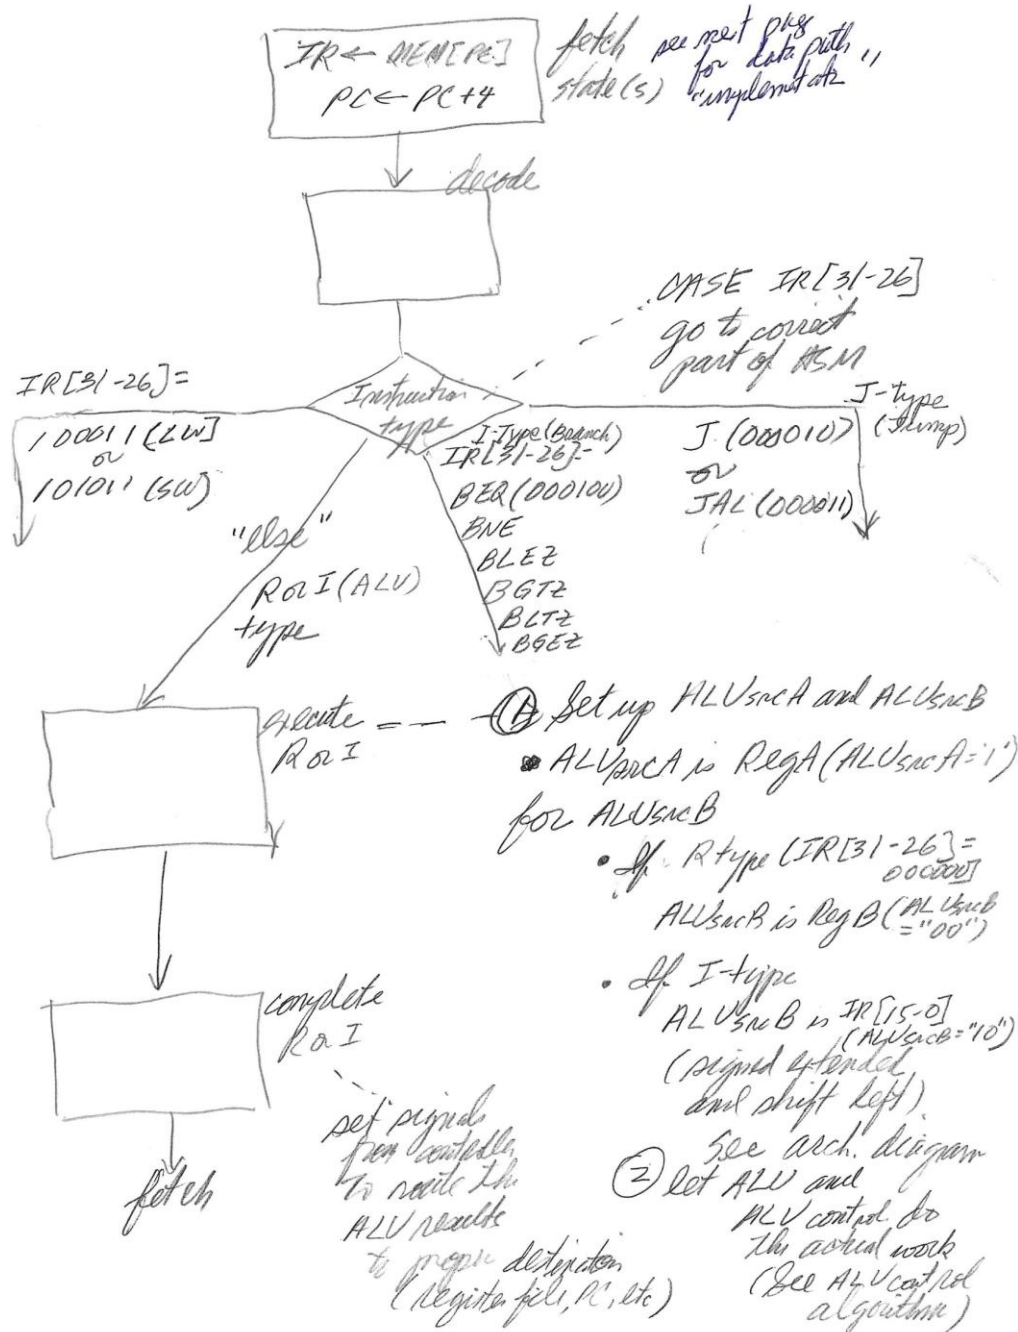 IR ← MEM[PC]
PC ← PC+4
fetch
state(s)
see next pag
for data path
"implementatn"
decode
CASE IR[31-26]
go to correct
part of ASM
IR[31-26]=
100011 (LW)
or
101011 (SW)
Instruction
type
I-Type (Branch)
IR[31-26]=
BEQ (000100)
BNE
BLEZ
BGTZ
BLTZ
BGEZ
J-type
(Jump)
J (000010)
or
JAL (000011)
"else"
R or I (ALU)
type
execute
R or I
Set up ALUsrcA and ALUsrcB
• ALUsrcA is RegA (ALUsrcA='1')
for ALUsrcB
• If R type (IR[31-26]=
000000]
ALUsrcB is RegB (ALUsrcB
="00")
• If I-type
ALUsrcB is IR[15-0]
(ALUsrcB="10")
(signed extended
and shift left)
See arch. diagram
② let ALU and
ALU control do
the actual work
(See ALU control
algorithm)
complete
R or I
set signals
from controller
to route the
ALU results
to proper destination
(register file, PC, etc)
fetch